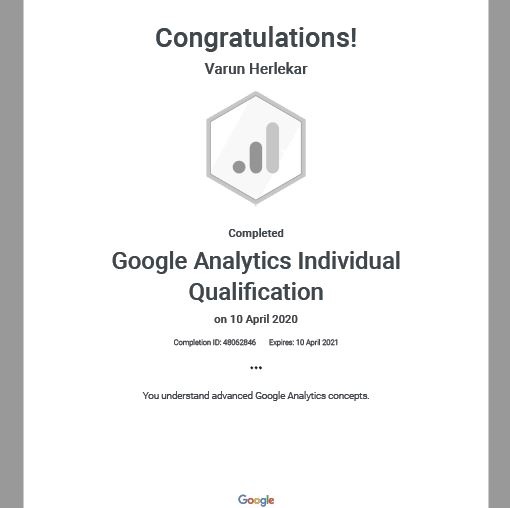 Congratulations!
Varun Herlekar
Completed
Google Analytics Individual
Qualification
on 10 April 2020
Completion ID: 48062846 Expires: 10 April 2021
•••
You understand advanced Google Analytics concepts.
Google